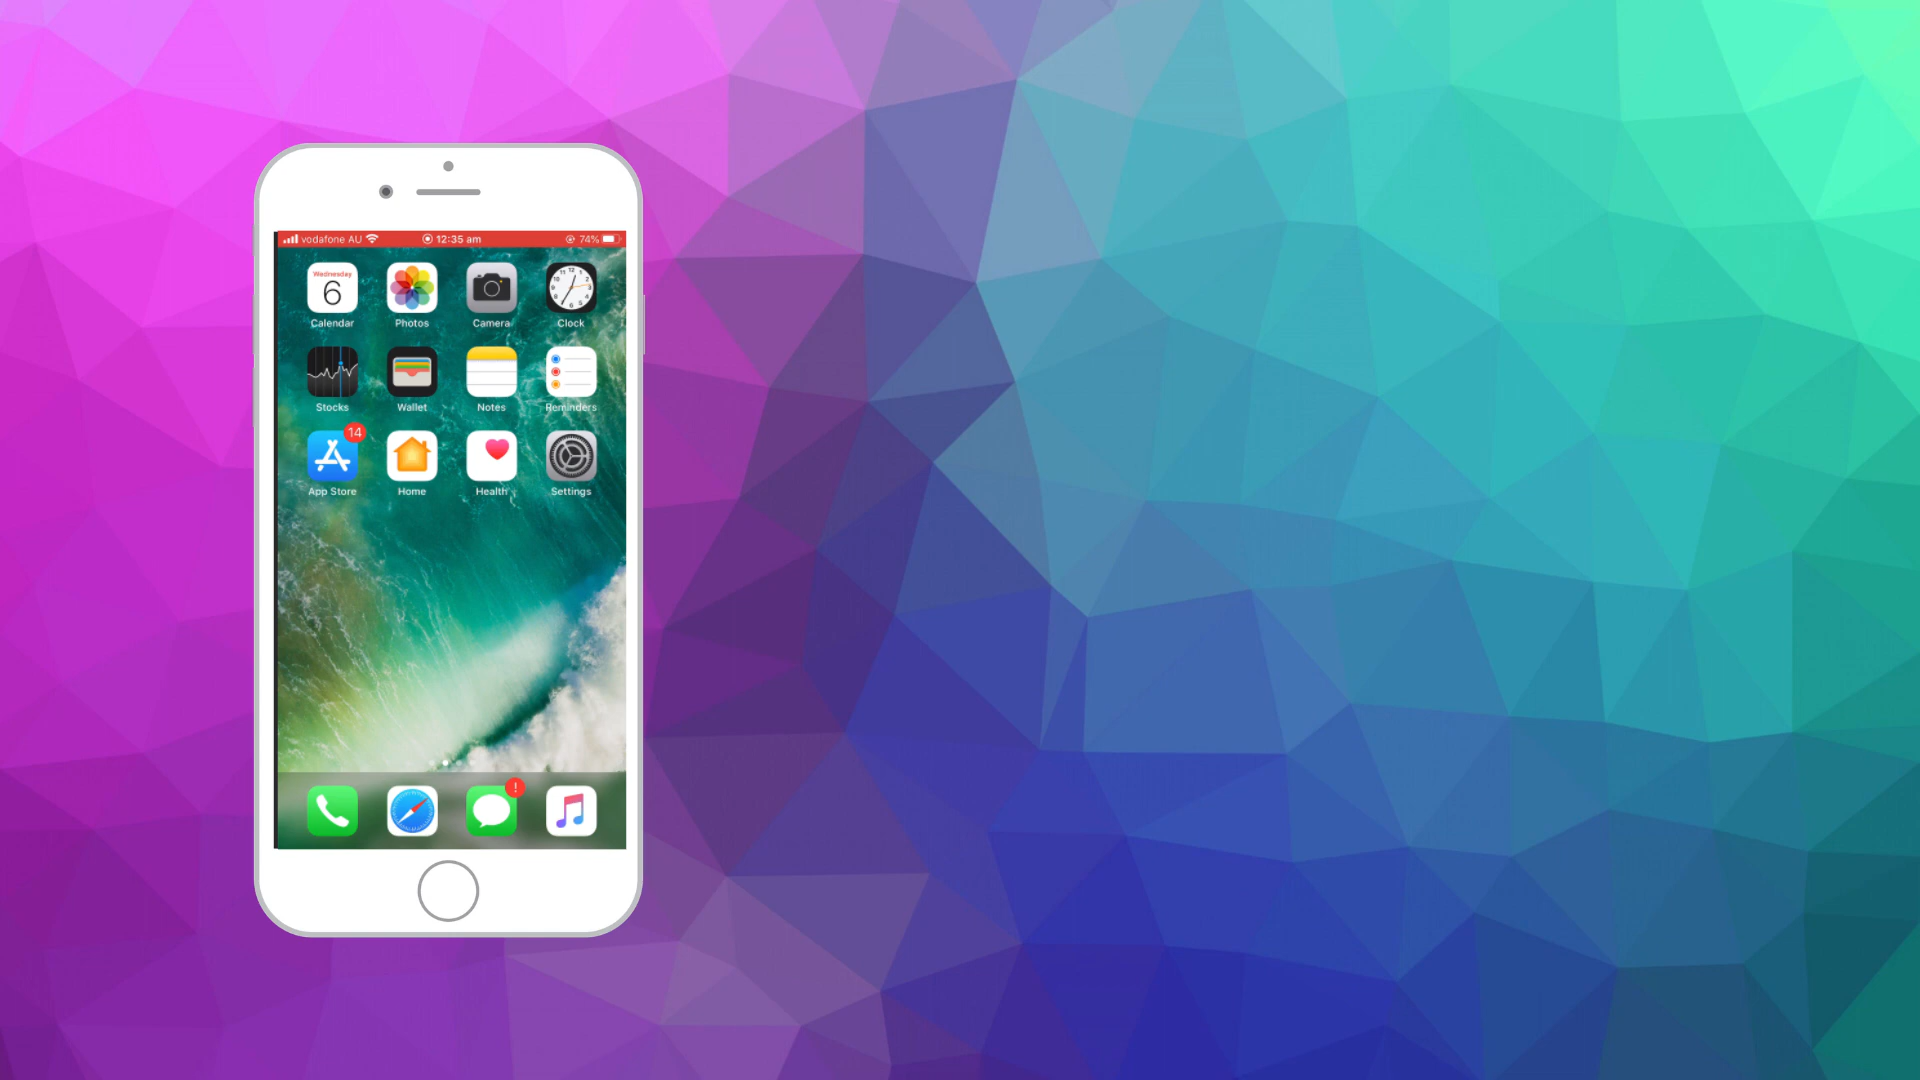 vodafone AU 12:35 am 74%
Wednesday
6
Calendar Photos Camera Clock
Stocks Wallet Notes Reminders
14
App Store Home Health Settings
!